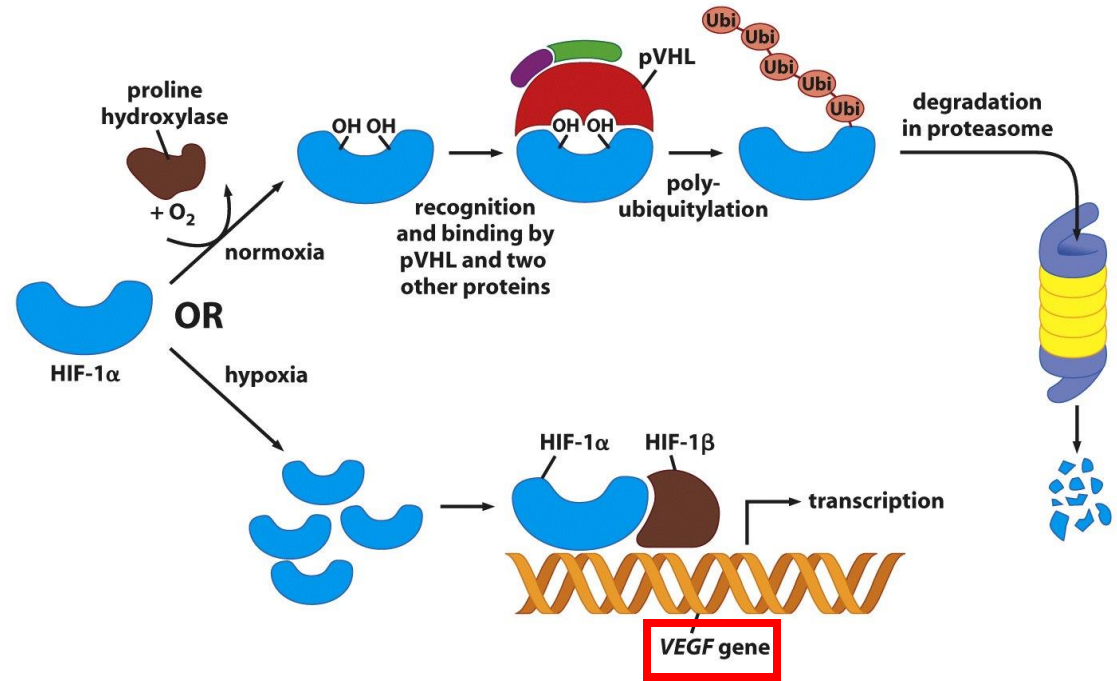 proline
hydroxylase
+ O₂
normoxia
HIF-1α
OR
hypoxia
OH OH
recognition
and binding by
pVHL and two
other proteins
pVHL
OH OH
poly-
ubiquitylation
Ubi
Ubi
Ubi
Ubi
Ubi
degradation
in proteasome
HIF-1α
HIF-1β
transcription
VEGF gene